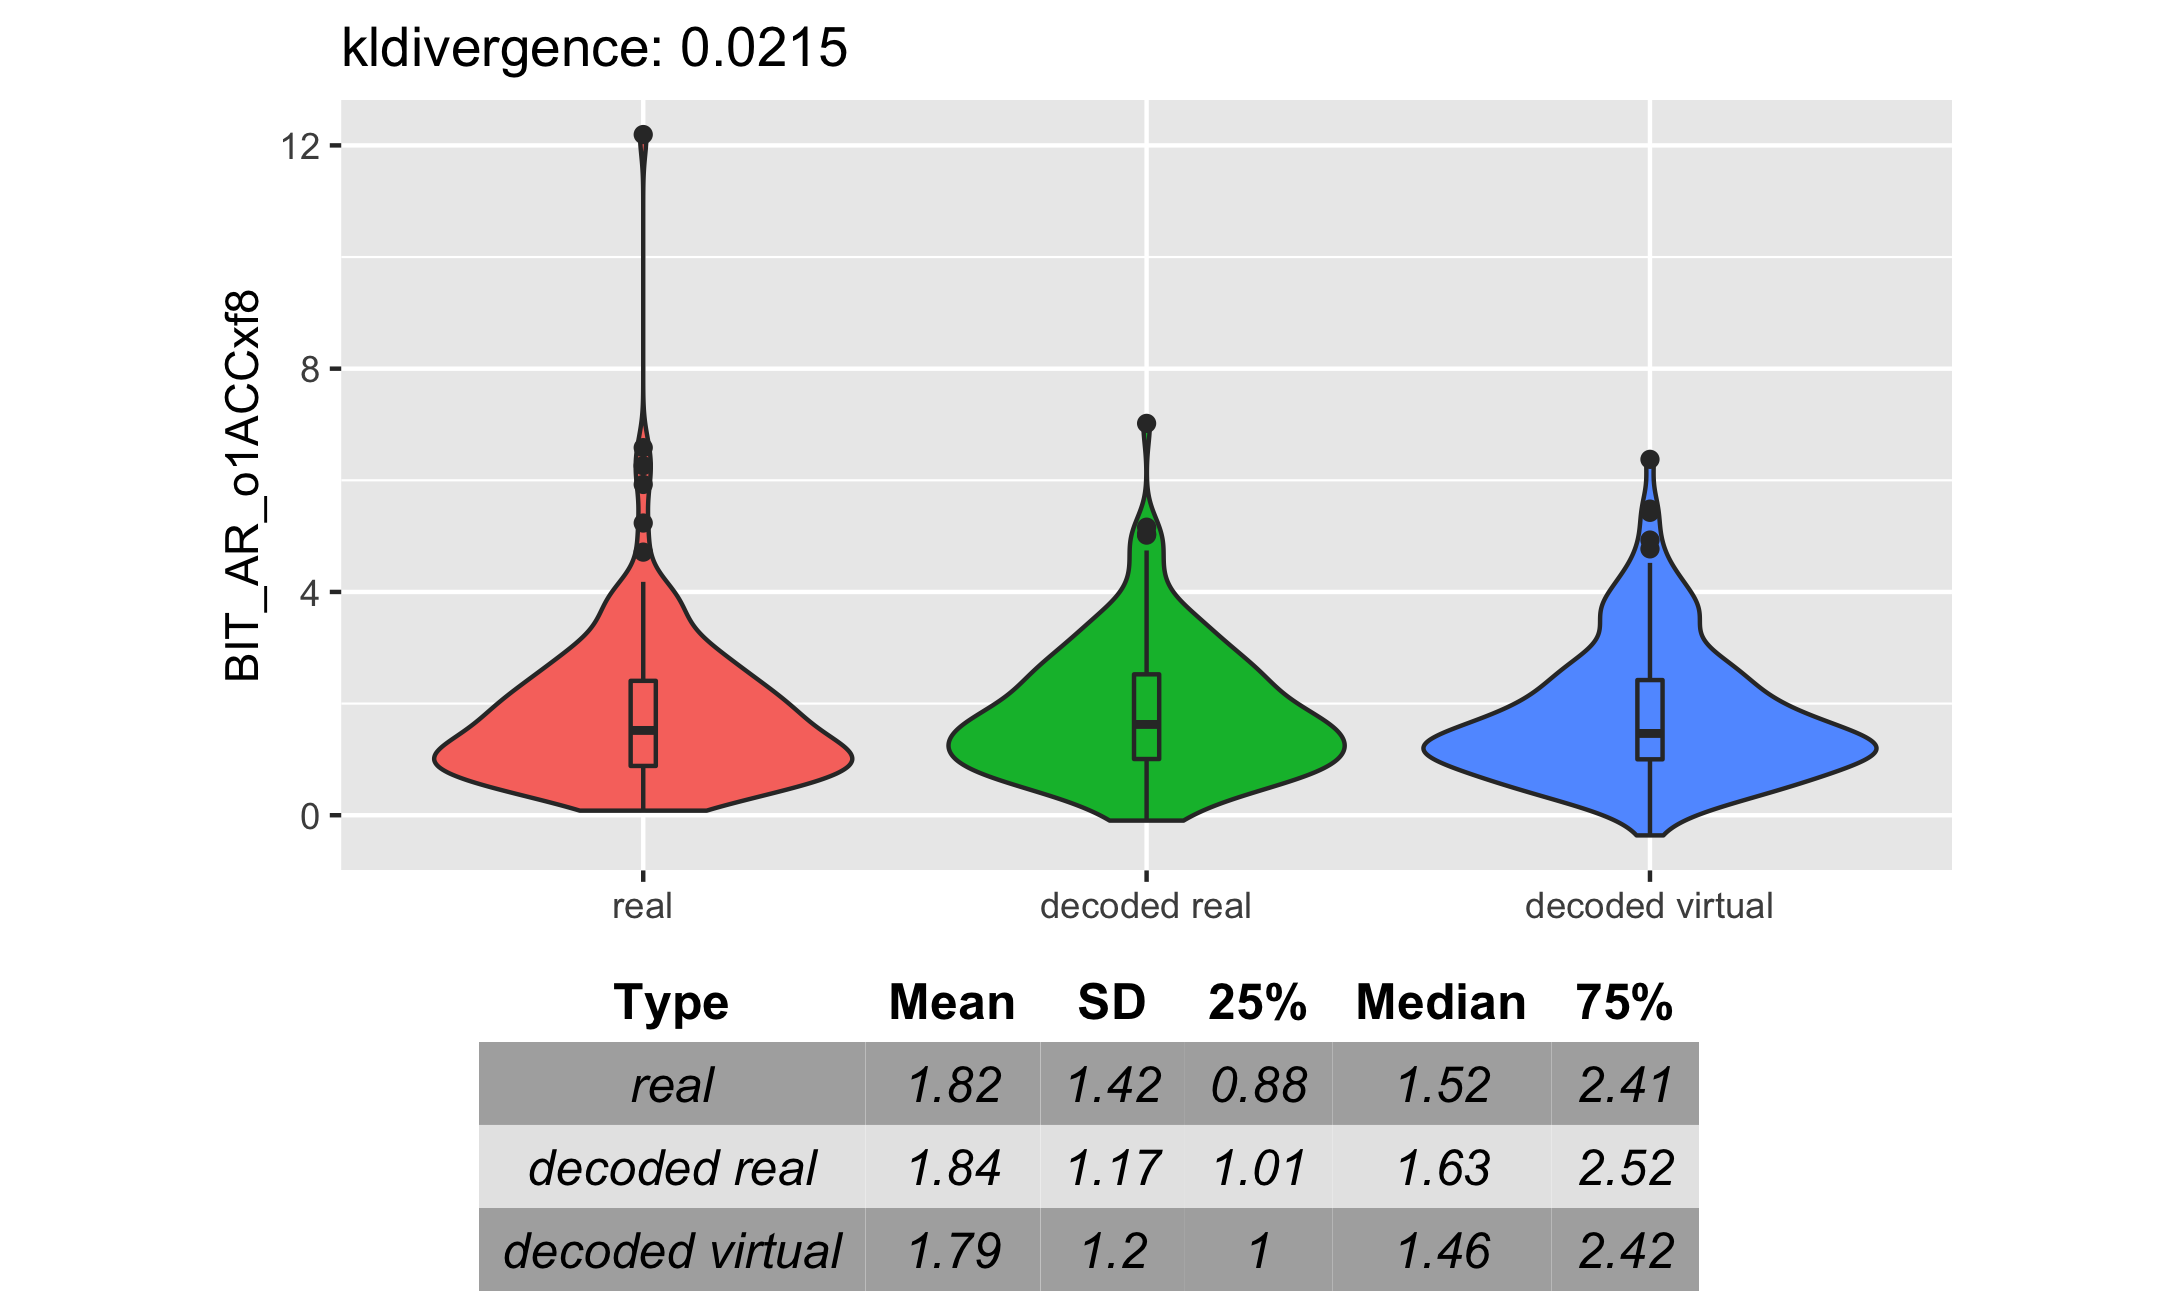 kldivergence: 0.0215
BIT_AR_o1ACCxf8
12
8
4
0
real decoded real decoded virtual
Type Mean SD 25% Median 75%
real 1.82 1.42 0.88 1.52 2.41
decoded real 1.84 1.17 1.01 1.63 2.52
decoded virtual 1.79 1.2 1 1.46 2.42